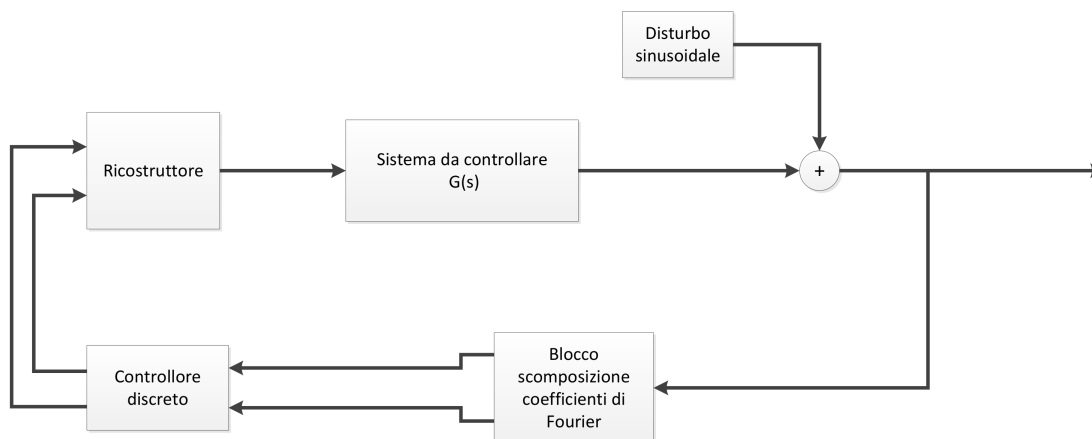 Disturbo
sinusoidale
Ricostruttore
Sistema da controllare
G(s)
+
Controllore
discreto
Blocco
scomposizione
coefficienti di
Fourier